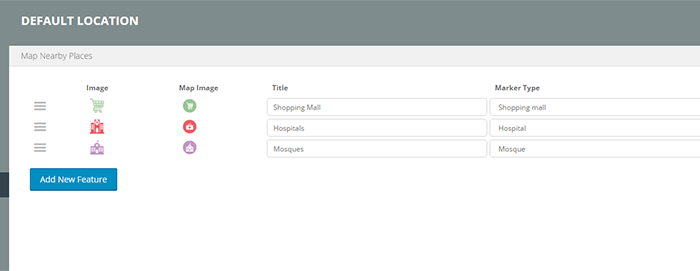 DEFAULT LOCATION
Map Nearby Places
Image Map Image Title Marker Type
Shopping Mall Shopping mall
Hospitals Hospital
Mosques Mosque
Add New Feature